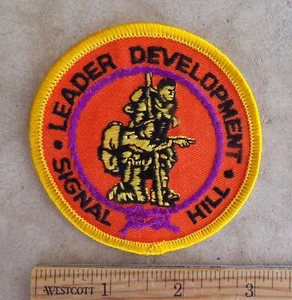 LEADER DEVELOPMENT
SIGNAL HILL
WESTCOTT 1 2 3